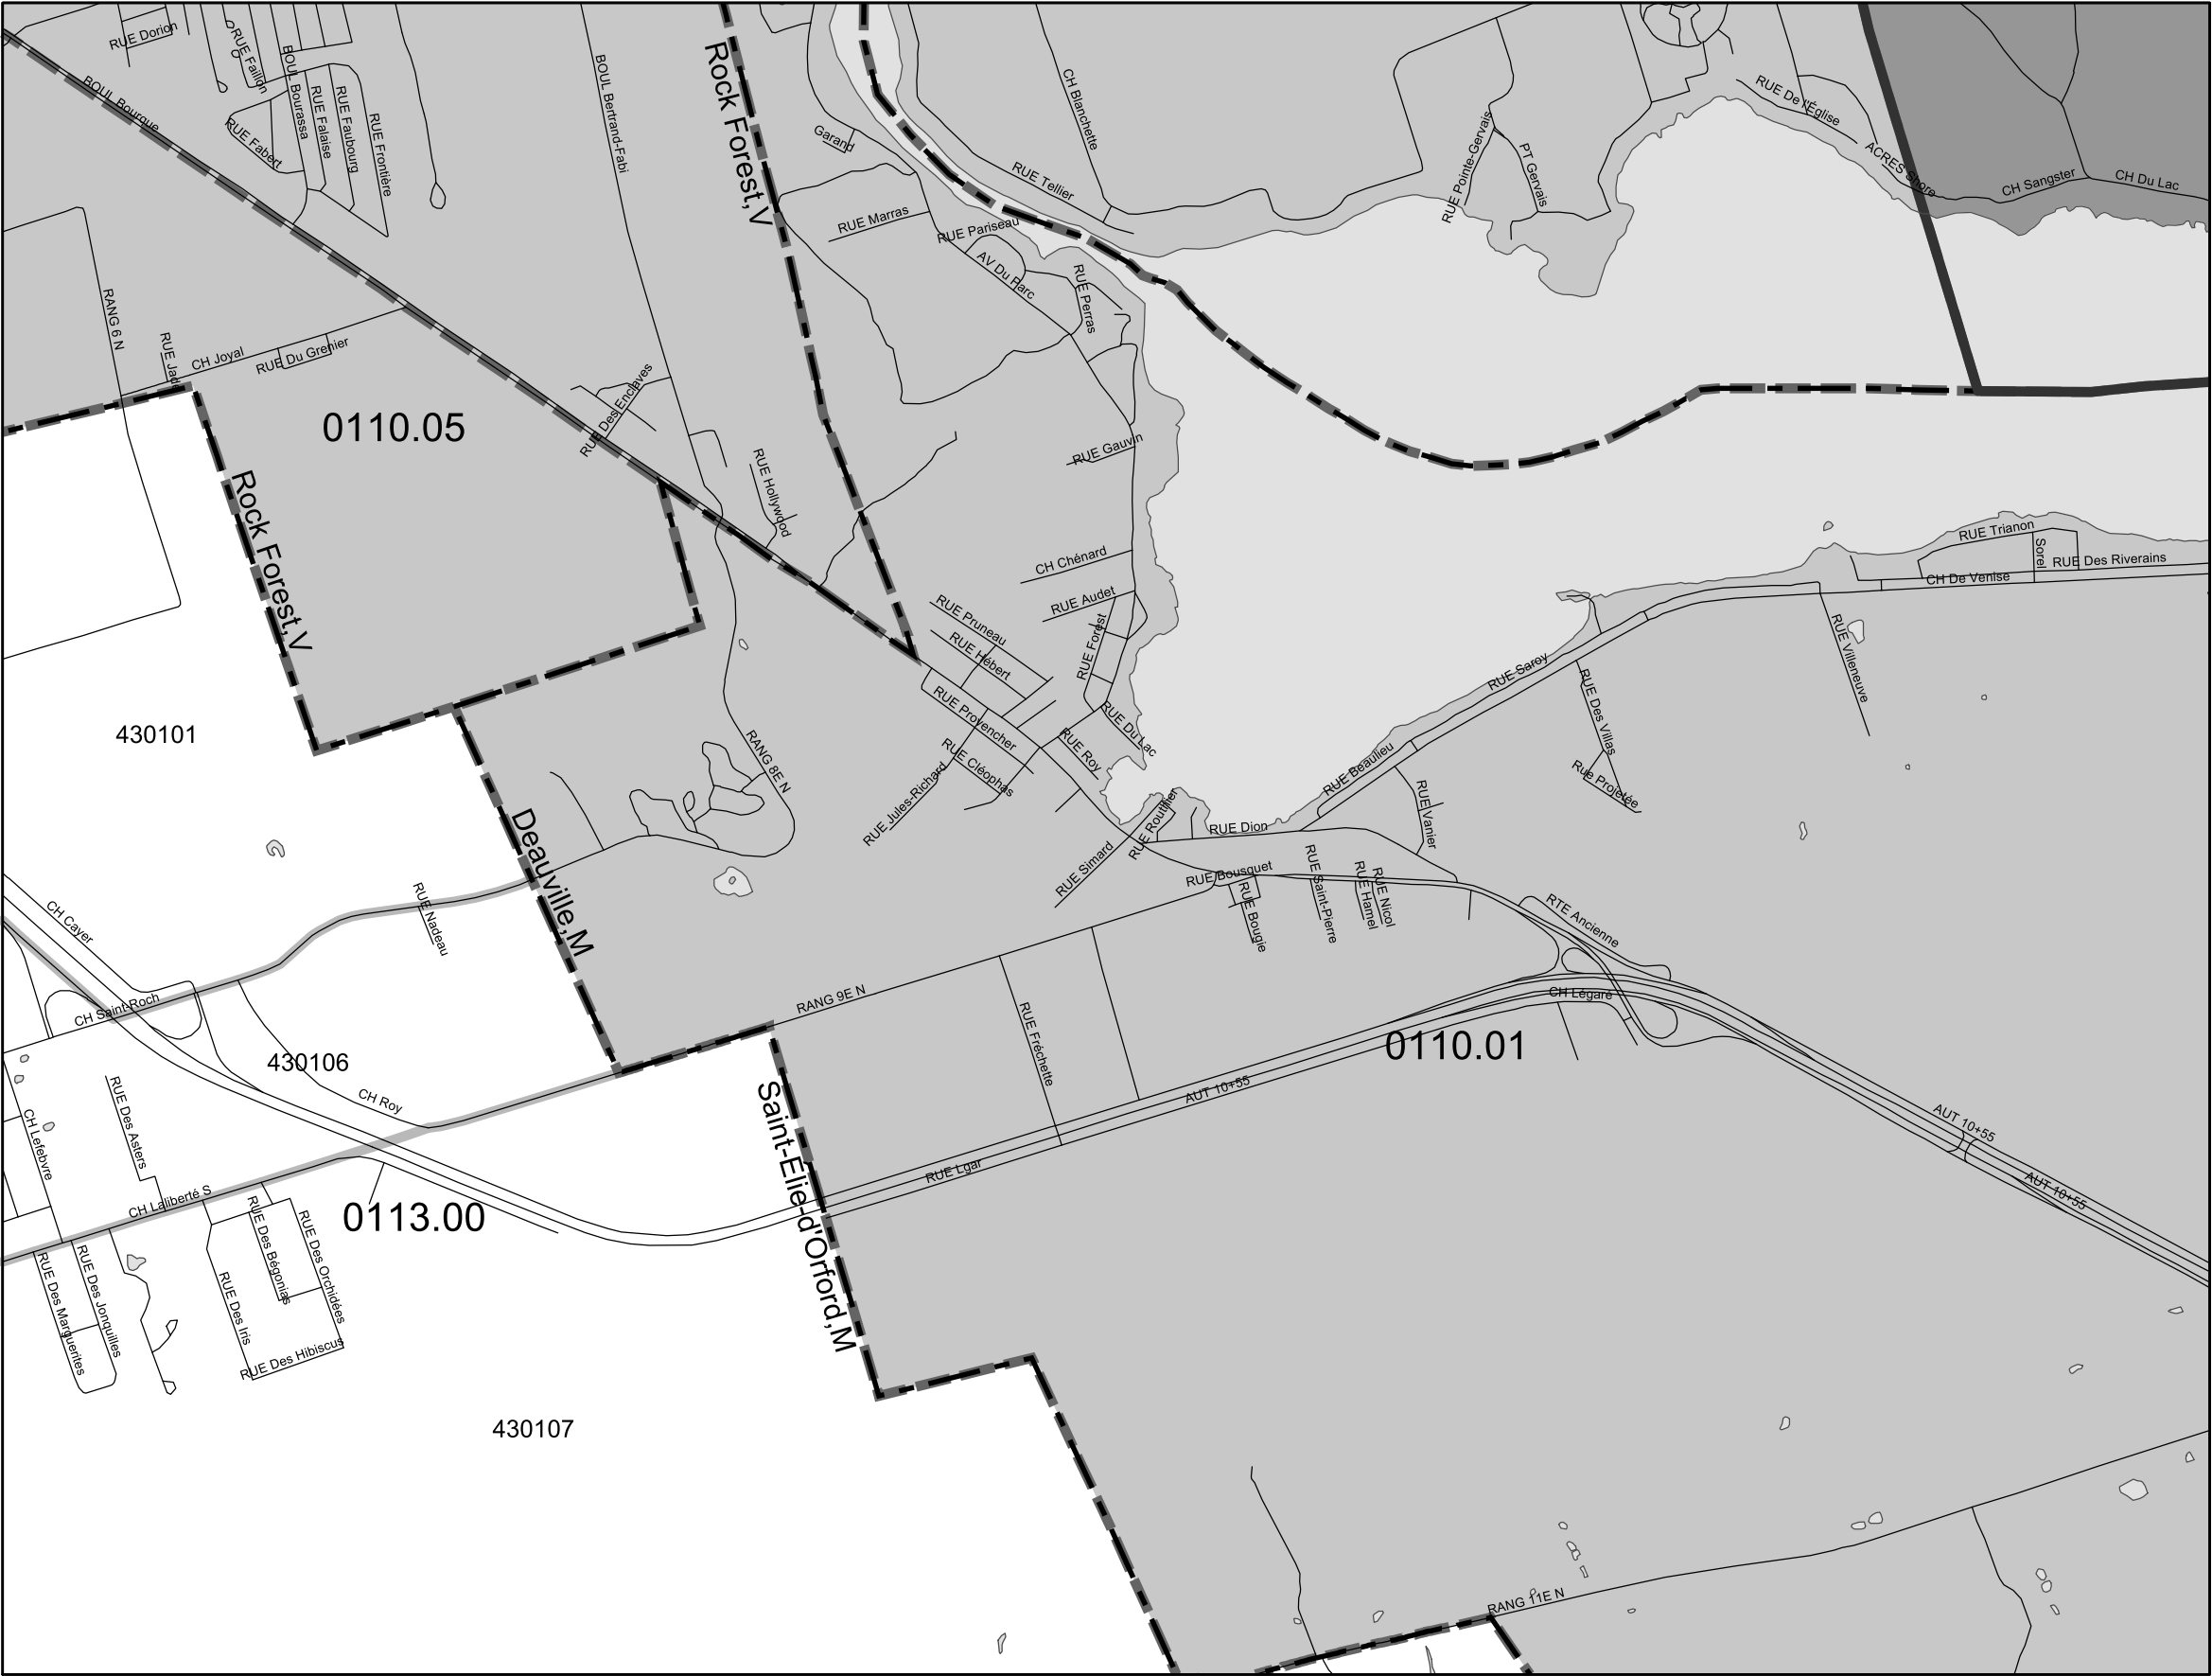 RUE Dorion
RUE Faillon
BOUL Bourassa
BOUL Bourque
RUE Fabert
RUE Falaise
RUE Faubourg
RUE Frontière
BOUL Bertrand-Fabi
Rock Forest,V
Garand
CH Blanchette
RUE Tellier
RUE Marras
RUE Pariseau
AV Du Parc
RUE Perras
RUE Pointe-Gervais
PT Gervais
RUE De l'Église
ACRES Shore
CH Sangster
CH Du Lac
RANG 6 N
RUE Jade
CH Joyal
RUE Du Grenier
0110.05
RUE Des Enclaves
RUE Hollywood
RUE Gauvin
Rock Forest,V
CH Chénard
RUE Audet
RUE Forest
RUE Pruneau
RUE Hébert
RUE Provencher
RUE Cléophas
RUE Jules-Richard
RUE Roy
RUE Du Lac
RUE Trianon
Sorel
RUE Des Riverains
CH De Venise
RUE Villeneuve
RUE Saroy
RUE Des Villas
Rue Projetée
RUE Beaulieu
RUE Vanier
430101
RANG 8E N
Deauville,M
RUE Routhier
RUE Dion
RUE Simard
RUE Bousquet
RUE Bougie
RUE Saint-Pierre
RUE Hamel
RUE Nicol
RTE Ancienne
CH Cayer
RUE Nadeau
CH Saint-Roch
RANG 9E N
RUE Fréchette
CH Légaré
0110.01
430106
CH Roy
RUE Des Asters
CH Lefebvre
Saint-Elie-d'Orford,M
AUT 10+55
AUT 10+55
AUT 10+55
RUE Lgar
CH Laliberté S
0113.00
RUE Des Marguerites
RUE Des Jonquilles
RUE Des Iris
RUE Des Bégonias
RUE Des Orchidées
RUE Des Hibiscus
430107
RANG 11E N